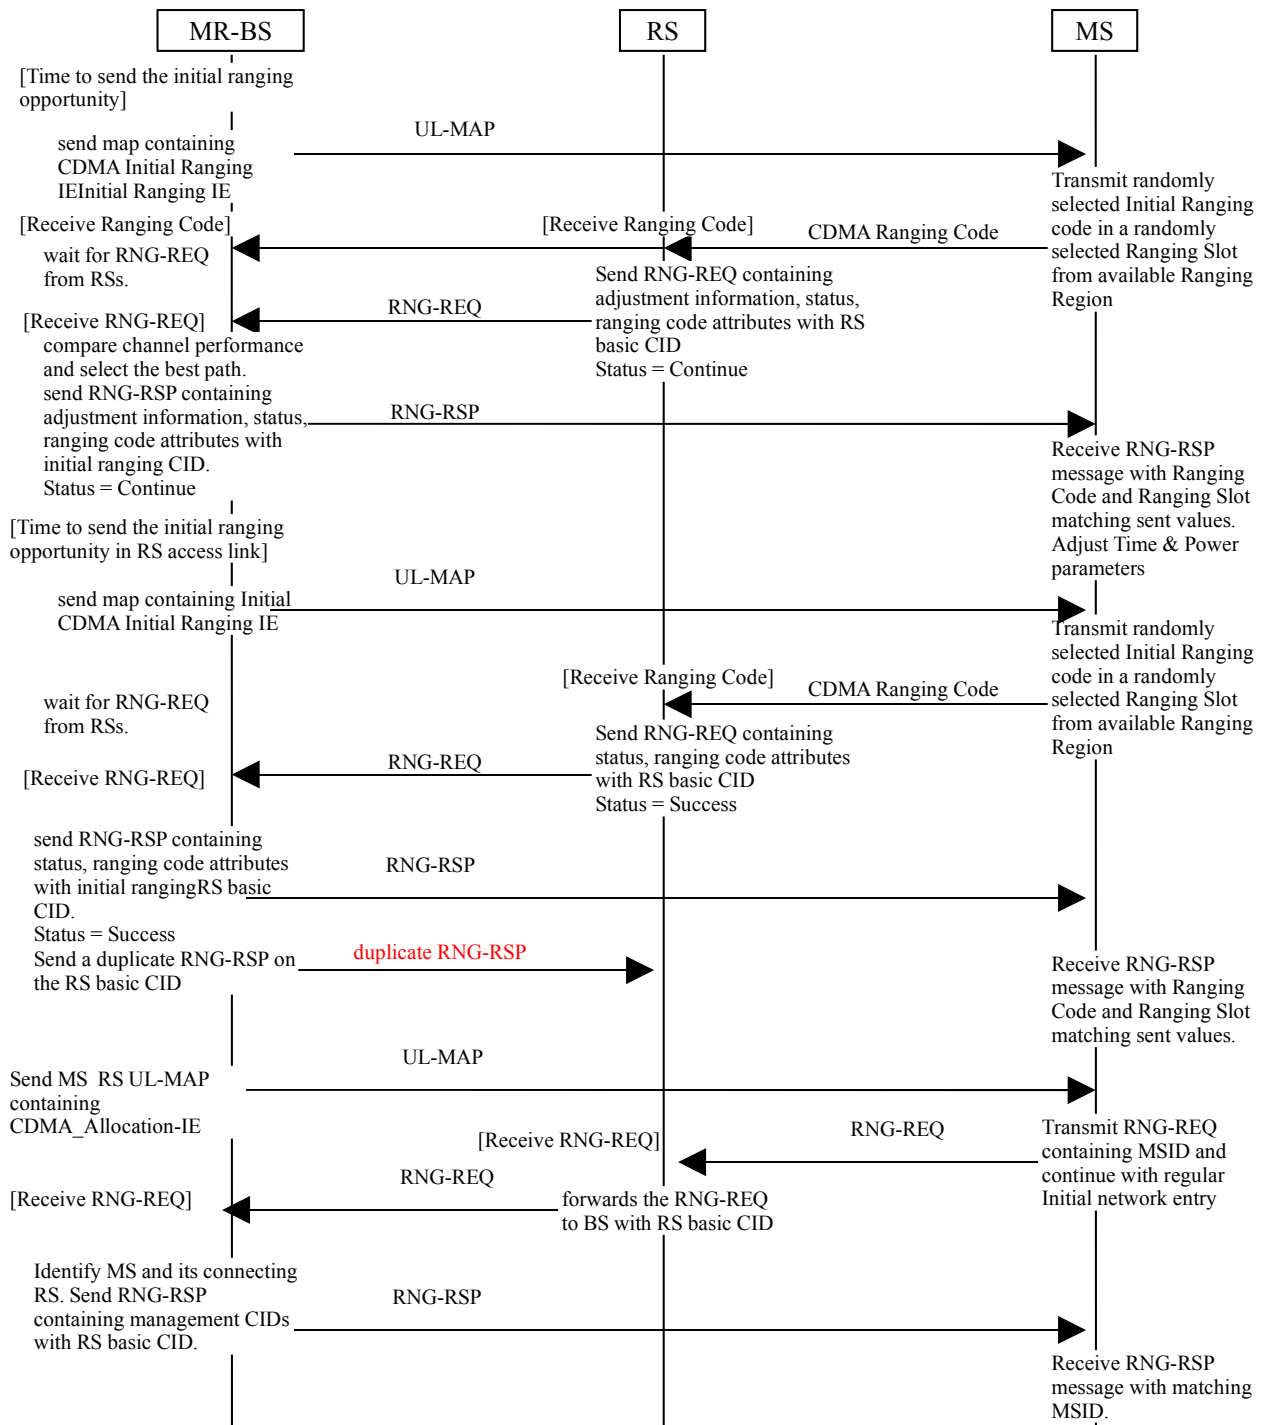 MR-BS
RS
MS
[Time to send the initial ranging
opportunity]
UL-MAP
send map containing
CDMA Initial Ranging
IEInitial Ranging IE
Transmit randomly
selected Initial Ranging
code in a randomly
selected Ranging Slot
from available Ranging
Region
[Receive Ranging Code]
[Receive Ranging Code]
CDMA Ranging Code
wait for RNG-REQ
from RSs.
Send RNG-REQ containing
adjustment information, status,
ranging code attributes with RS
basic CID
Status = Continue
RNG-REQ
[Receive RNG-REQ]
compare channel performance
and select the best path.
send RNG-RSP containing
adjustment information, status,
ranging code attributes with
initial ranging CID.
Status = Continue
RNG-RSP
Receive RNG-RSP
message with Ranging
Code and Ranging Slot
matching sent values.
Adjust Time & Power
parameters
[Time to send the initial ranging
opportunity in RS access link]
UL-MAP
send map containing Initial
CDMA Initial Ranging IE
Transmit randomly
selected Initial Ranging
code in a randomly
selected Ranging Slot
from available Ranging
Region
[Receive Ranging Code]
CDMA Ranging Code
wait for RNG-REQ
from RSs.
Send RNG-REQ containing
status, ranging code attributes
with RS basic CID
Status = Success
RNG-REQ
[Receive RNG-REQ]
send RNG-RSP containing
status, ranging code attributes
with initial rangingRS basic
CID.
Status = Success
Send a duplicate RNG-RSP on
the RS basic CID
RNG-RSP
duplicate RNG-RSP
Receive RNG-RSP
message with Ranging
Code and Ranging Slot
matching sent values.
UL-MAP
Send MS  RS UL-MAP
containing
CDMA_Allocation-IE
[Receive RNG-REQ]
RNG-REQ
Transmit RNG-REQ
containing MSID and
continue with regular
Initial network entry
RNG-REQ
[Receive RNG-REQ]
forwards the RNG-REQ
to BS with RS basic CID
Identify MS and its connecting
RS. Send RNG-RSP
containing management CIDs
with RS basic CID.
RNG-RSP
Receive RNG-RSP
message with matching
MSID.